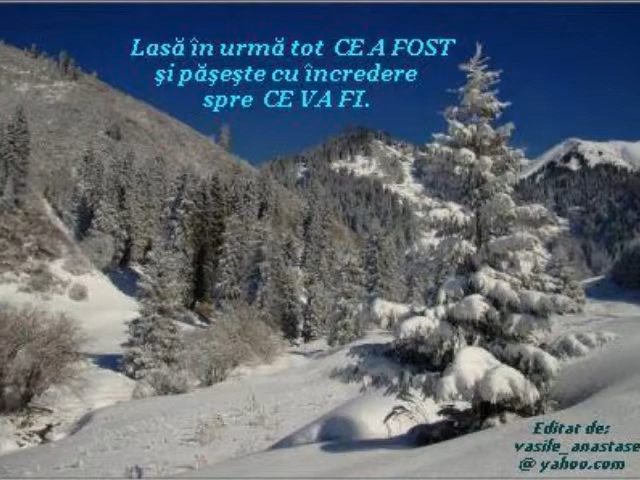 Lasă în urmă tot CE A FOST
şi păşeşte cu încredere
spre CE VA FI.
Editat de:
vasile_anastase
@ yahoo.com